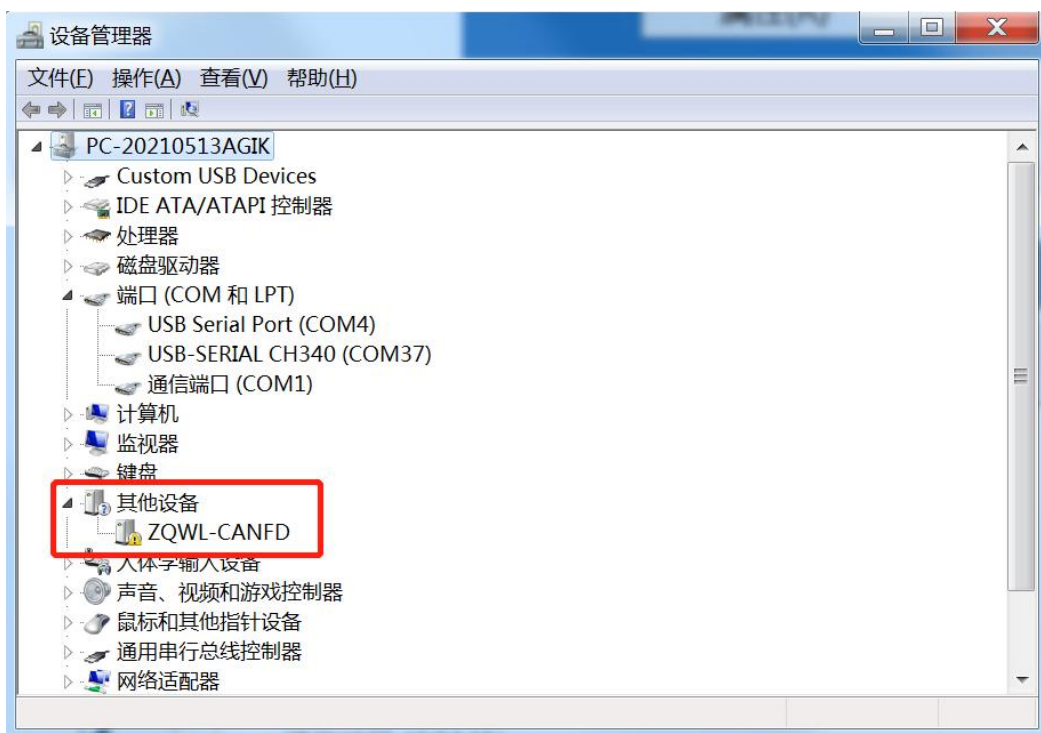 设备管理器
文件(F) 操作(A) 查看(V) 帮助(H)
PC-20210513AGIK
Custom USB Devices
IDE ATA/ATAPI 控制器
处理器
磁盘驱动器
端口 (COM 和 LPT)
USB Serial Port (COM4)
USB-SERIAL CH340 (COM37)
通信端口 (COM1)
计算机
监视器
键盘
其他设备
ZQWL-CANFD
人体学输入设备
声音、视频和游戏控制器
鼠标和其他指针设备
通用串行总线控制器
网络适配器